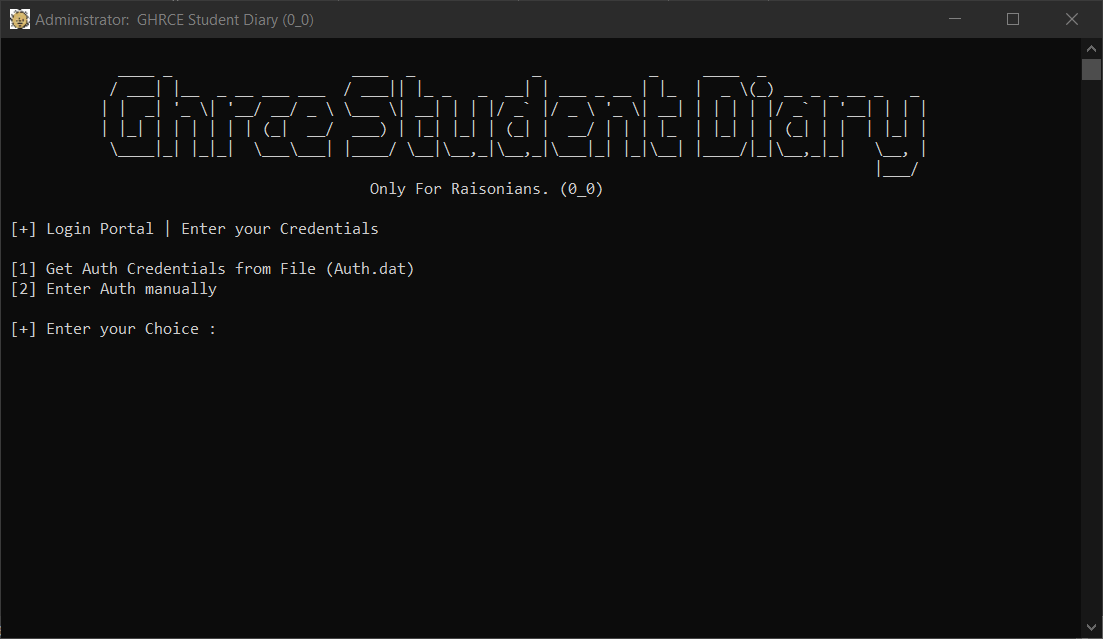 Administrator: GHRCE Student Diary (0_0)
Ghrce Student Diary
Only For Raisonians. (0_0)
[+] Login Portal | Enter your Credentials
[1] Get Auth Credentials from File (Auth.dat)
[2] Enter Auth manually
[+] Enter your Choice :